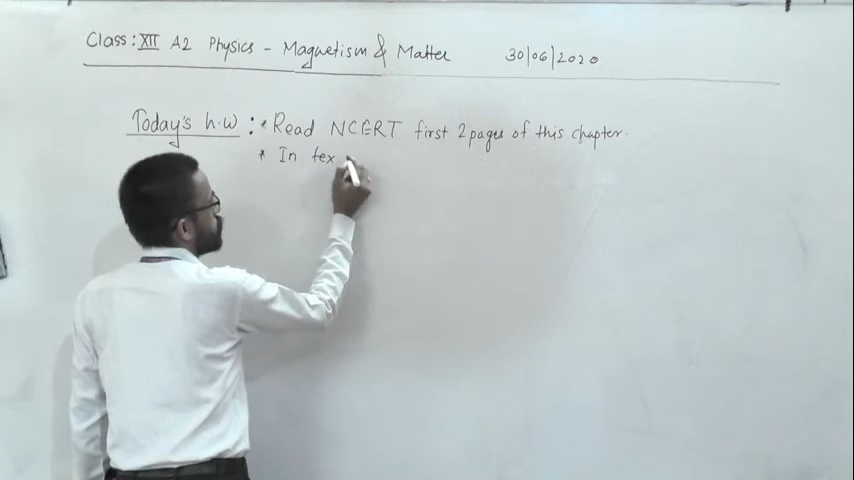 Class: XII A2 Physics - Magnetism & Matter 30/06/2020
Today's h.w : * Read NCERT first 2 pages of this chapter.
* In tex